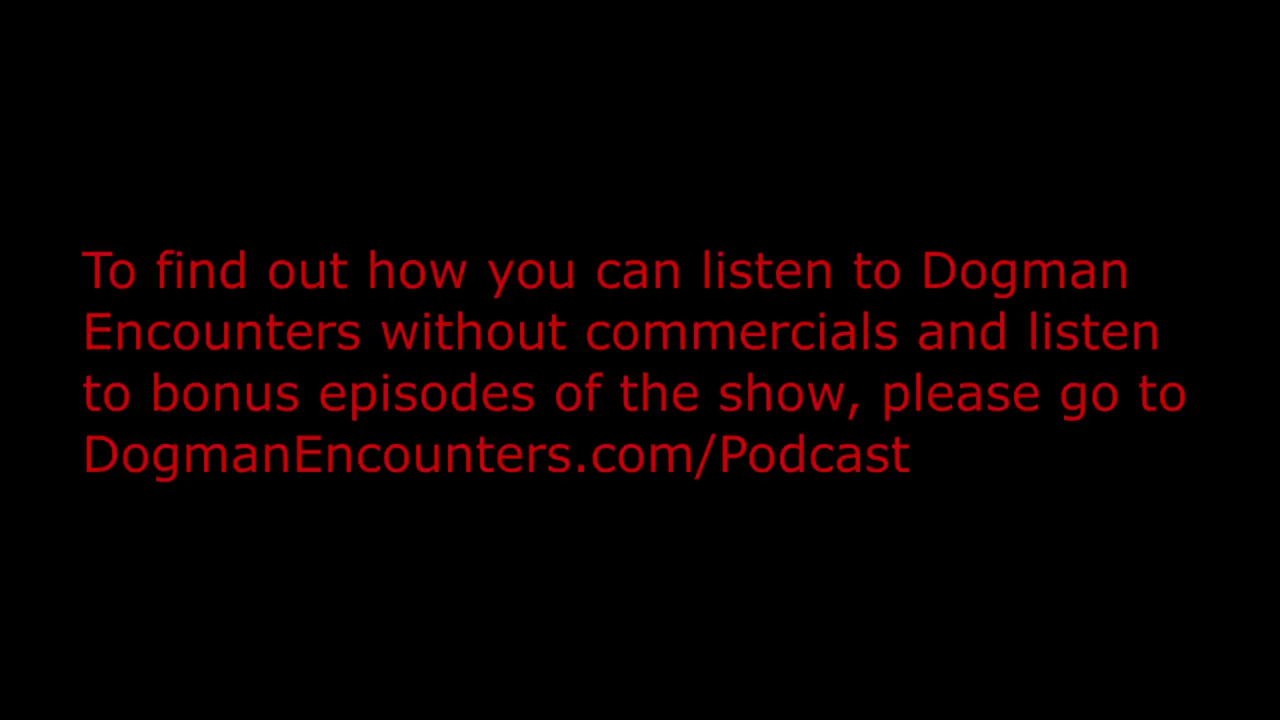 To find out how you can listen to Dogman
Encounters without commercials and listen
to bonus episodes of the show, please go to
DogmanEncounters.com/Podcast